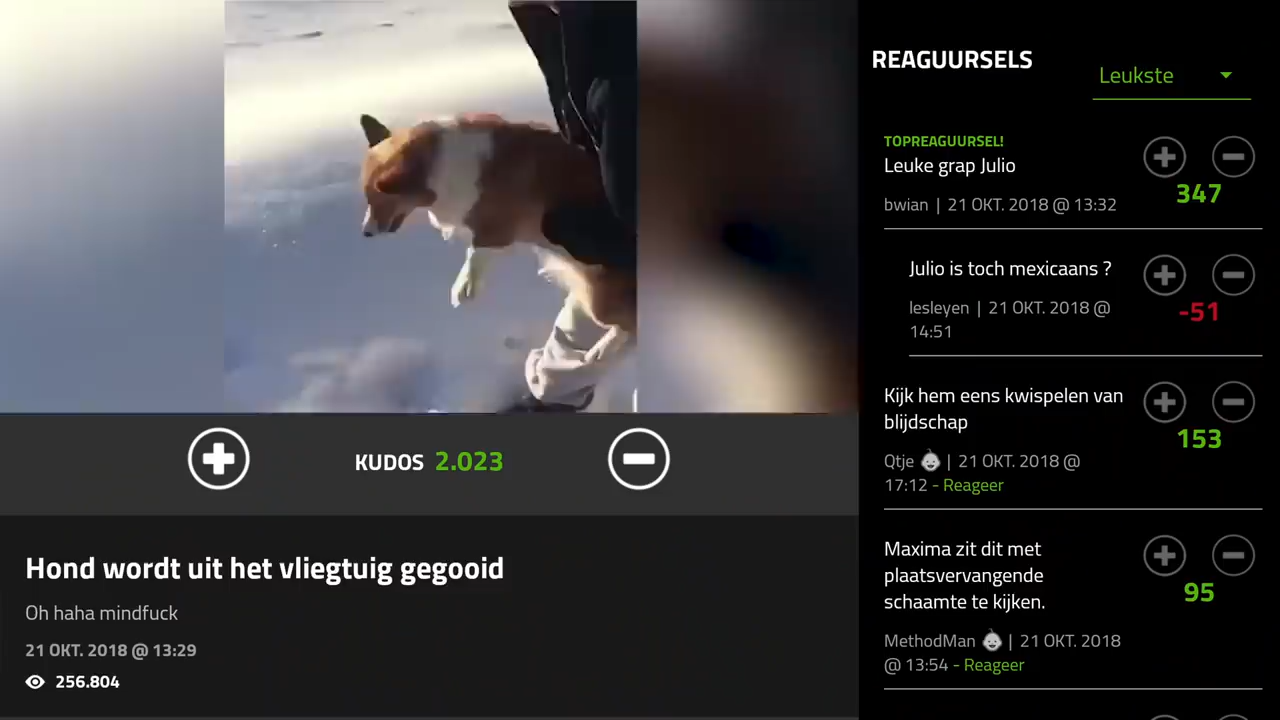 KUDOS 2.023
Hond wordt uit het vliegtuig gegooid
Oh haha mindfuck
21 OKT. 2018 @ 13:29
256.804
REAGUURSELS
Leukste
TOPREAGUURSEL!
Leuke grap Julio
347
bwian | 21 OKT. 2018 @ 13:32
Julio is toch mexicaans ?
-51
lesleyen | 21 OKT. 2018 @
14:51
Kijk hem eens kwispelen van
blijdschap
153
Qtje | 21 OKT. 2018 @
17:12 - Reageer
Maxima zit dit met
plaatsvervangende
schaamte te kijken.
95
MethodMan | 21 OKT. 2018
@ 13:54 - Reageer